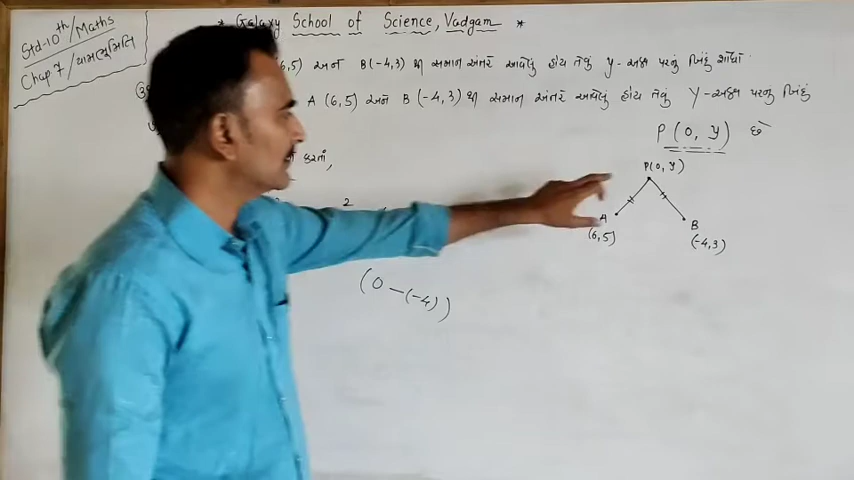 * Galaxy School of Science, Vadgam *
Std-10th/Maths
Chap 7/યામભૂમિતિ
6,5) અને B(-4,3) થી સમાન અંતરે આવેલું હોય તેવું y-અક્ષ પરનું બિંદુ શોધો
A (6,5) અને B (-4,3) થી સમાન અંતરે આવેલું હોય તેવું Y-અક્ષ પરનું બિંદુ
P(0, y) છે
કરતાં,
P(0, y)
2
A
(6,5)
B
(-4,3)
(0-(-4))